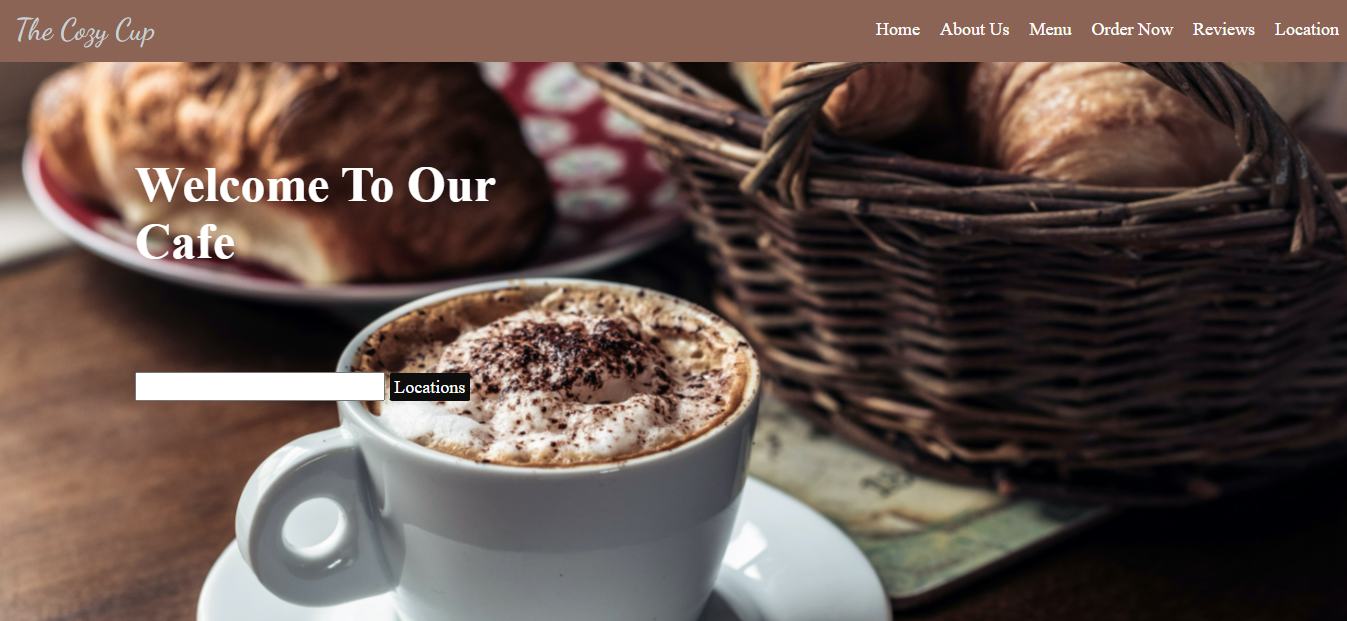 The Cozy Cup
Home About Us Menu Order Now Reviews Location
Welcome To Our
Cafe
Locations